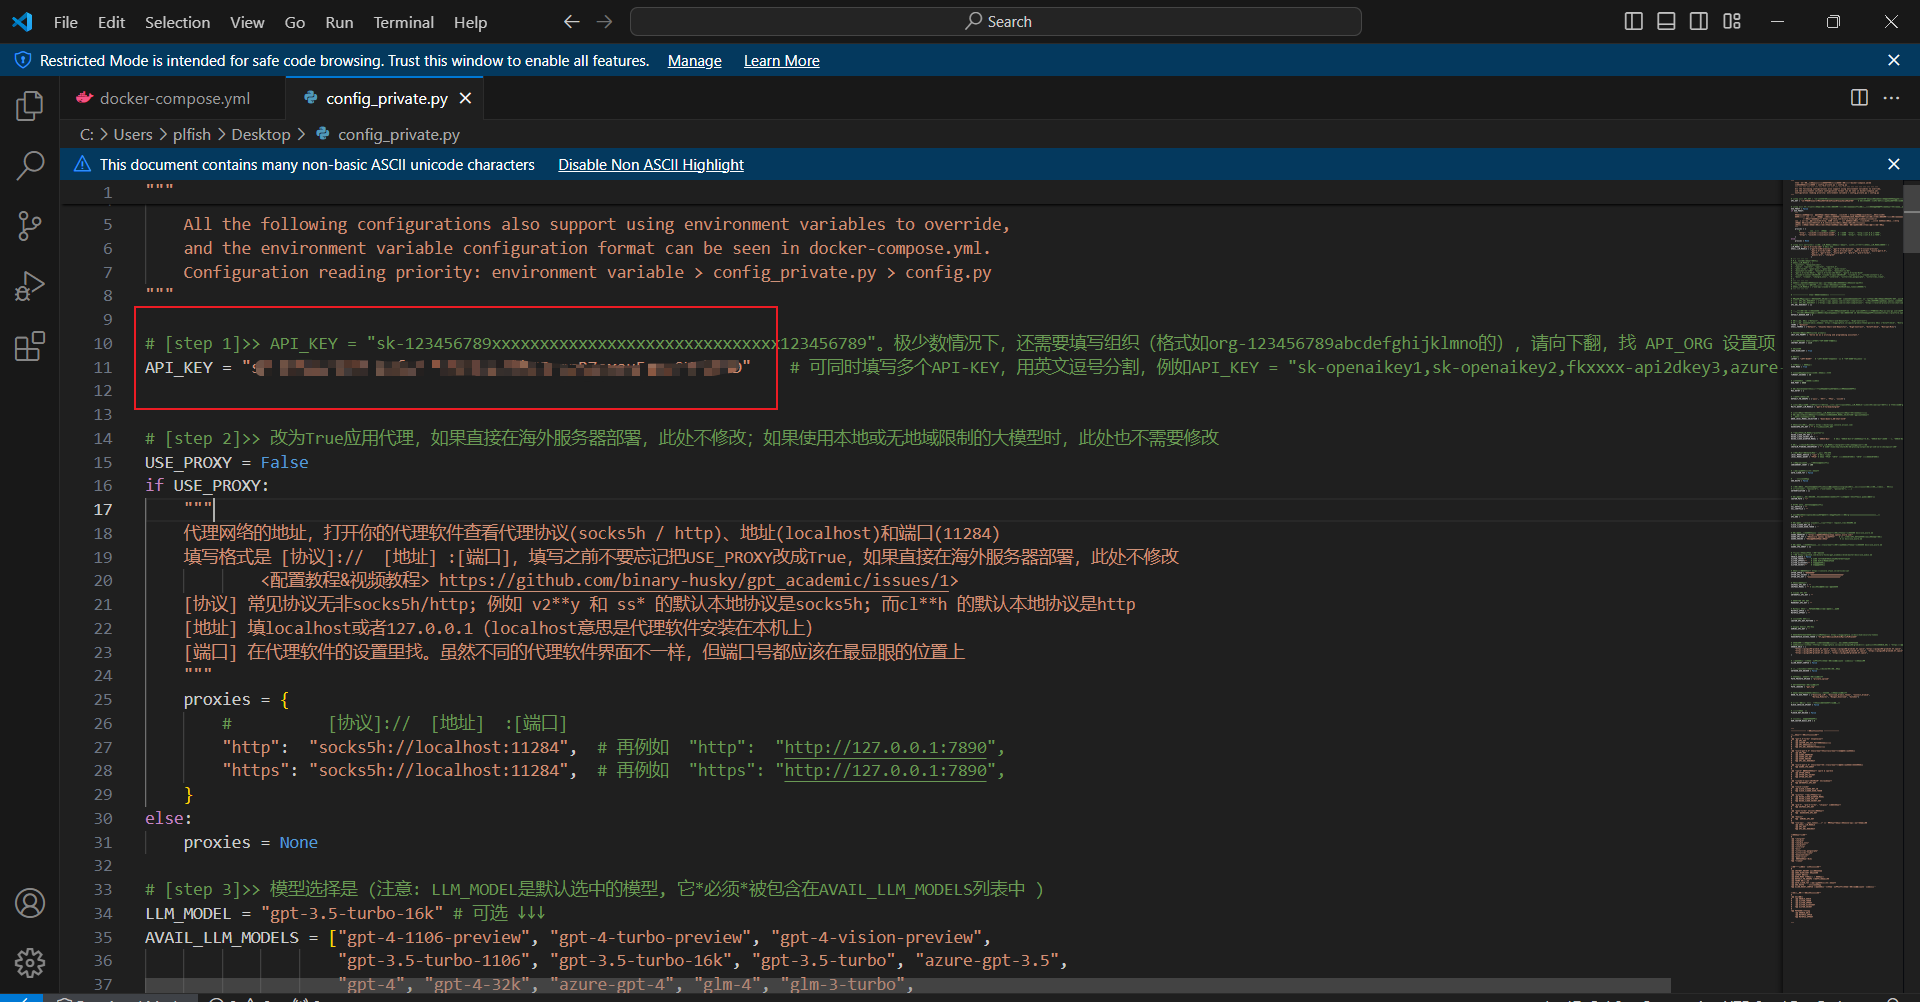 File Edit Selection View Go Run Terminal Help
Search
Restricted Mode is intended for safe code browsing. Trust this window to enable all features. Manage Learn More
docker-compose.yml config_private.py
C: > Users > plfish > Desktop > config_private.py
This document contains many non-basic ASCII unicode characters Disable Non ASCII Highlight
1 """
5 All the following configurations also support using environment variables to override,
6 and the environment variable configuration format can be seen in docker-compose.yml.
7 Configuration reading priority: environment variable > config_private.py > config.py
8 """
9
10 # [step 1]>> API_KEY = "sk-123456789xxxxxxxxxxxxxxxxxxxxxxxxxxxxxx123456789"。极少数情况下，还需要填写组织（格式如org-123456789abcdefghijklmno的），请向下翻，找 API_ORG 设置项
11 API_KEY = " " # 可同时填写多个API-KEY，用英文逗号分割，例如API_KEY = "sk-openaikey1,sk-openaikey2,fkxxxx-api2dkey3,azure-
12
13
14 # [step 2]>> 改为True应用代理，如果直接在海外服务器部署，此处不修改；如果使用本地或无地域限制的大模型时，此处也不需要修改
15 USE_PROXY = False
16 if USE_PROXY:
17 """
18 代理网络的地址，打开你的代理软件查看代理协议(socks5h / http)、地址(localhost)和端口(11284)
19 填写格式是 [协议]:// [地址] :[端口]，填写之前不要忘记把USE_PROXY改成True，如果直接在海外服务器部署，此处不修改
20 <配置教程&视频教程> https://github.com/binary-husky/gpt_academic/issues/1>
21 [协议] 常见协议无非socks5h/http; 例如 v2**y 和 ss* 的默认本地协议是socks5h; 而cl**h 的默认本地协议是http
22 [地址] 填localhost或者127.0.0.1（localhost意思是代理软件安装在本机上）
23 [端口] 在代理软件的设置里找。虽然不同的代理软件界面不一样，但端口号都应该在最显眼的位置上
24 """
25 proxies = {
26 # [协议]:// [地址] :[端口]
27 "http": "socks5h://localhost:11284", # 再例如 "http": "http://127.0.0.1:7890",
28 "https": "socks5h://localhost:11284", # 再例如 "https": "http://127.0.0.1:7890",
29 }
30 else:
31 proxies = None
32
33 # [step 3]>> 模型选择是 (注意: LLM_MODEL是默认选中的模型, 它*必须*被包含在AVAIL_LLM_MODELS列表中 )
34 LLM_MODEL = "gpt-3.5-turbo-16k" # 可选 ↓↓↓
35 AVAIL_LLM_MODELS = ["gpt-4-1106-preview", "gpt-4-turbo-preview", "gpt-4-vision-preview",
36 "gpt-3.5-turbo-1106", "gpt-3.5-turbo-16k", "gpt-3.5-turbo", "azure-gpt-3.5",
37 "gpt-4", "gpt-4-32k", "azure-gpt-4", "glm-4", "glm-3-turbo",